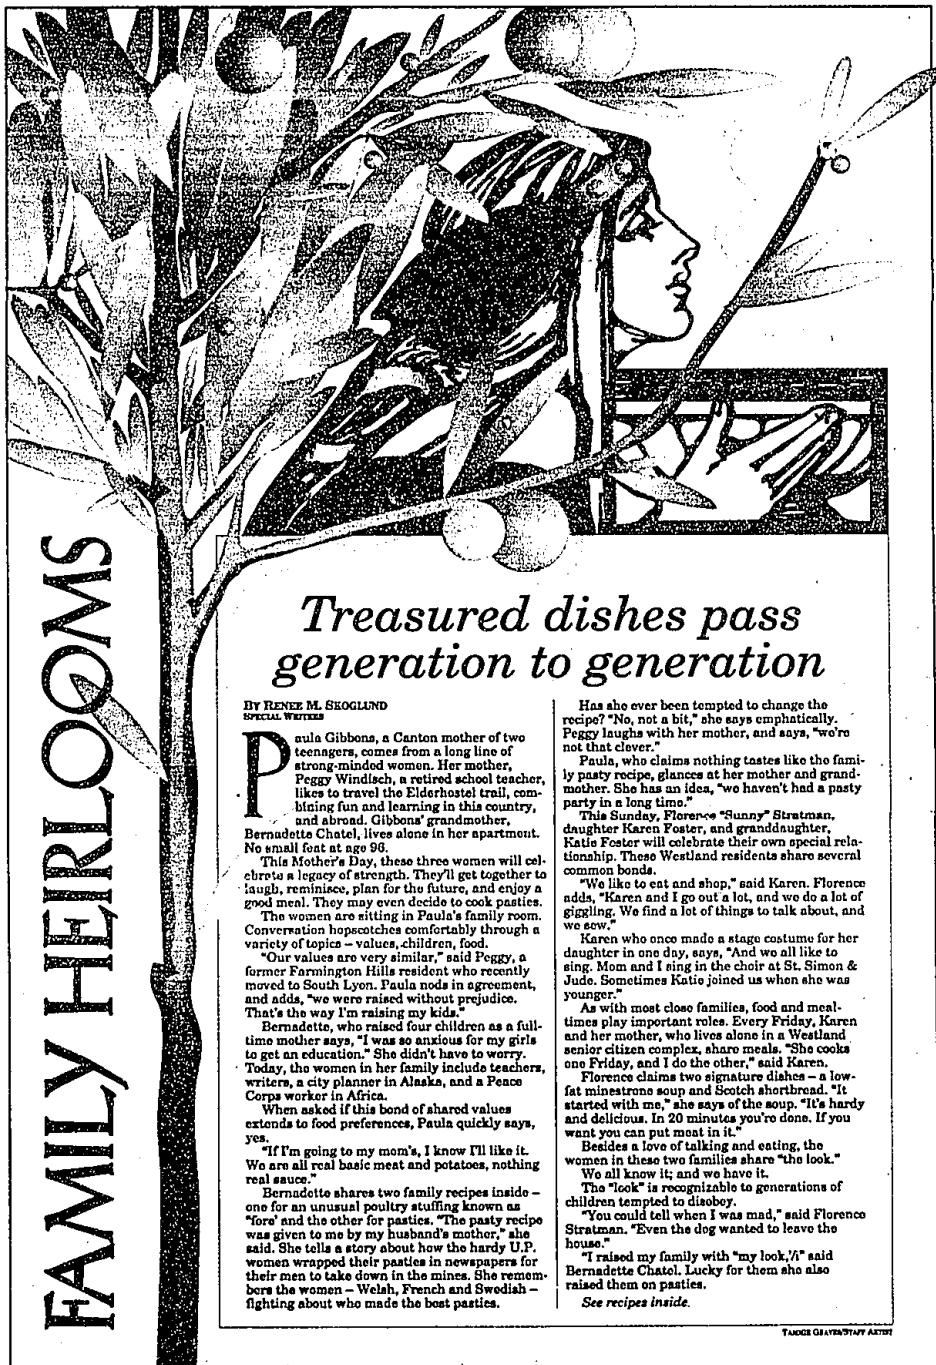 FAMILY HEIRLOOMS
Treasured dishes pass
generation to generation
BY RENEE M. SKOGLUND
SPECIAL WRITERS
Paula Gibbons, a Canton mother of two
teenagers, comes from a long line of
strong-minded women. Her mother,
Peggy Windisch, a retired school teacher,
likes to travel the Elderhostel trail, com-
bining fun and learning in this country,
and abroad. Gibbons' grandmother,
Bernadette Chatel, lives alone in her apartment.
No small feat at age 96.
This Mother's Day, these three women will cel-
ebrate a legacy of strength. They'll get together to
laugh, reminisce, plan for the future, and enjoy a
good meal. They may even decide to cook pasties.
The women are sitting in Paula's family room.
Conversation hopscotches comfortably through a
variety of topics – values, children, food.
"Our values are very similar," said Peggy, a
former Farmington Hills resident who recently
moved to South Lyon. Paula nods in agreement,
and adds, "we were raised without prejudice.
That's the way I'm raising my kids."
Bernadette, who raised four children as a full-
time mother says, "I was so anxious for my girls
to get an education." She didn't have to worry.
Today, the women in her family include teachers,
writers, a city planner in Alaska, and a Peace
Corps worker in Africa.
When asked if this bond of shared values
extends to food preferences, Paula quickly says,
yes.
"If I'm going to my mom's, I know I'll like it.
We are all real basic meat and potatoes, nothing
real sauce."
Bernadette shares two family recipes inside –
one for an unusual poultry stuffing known as
"fore' and the other for pasties. "The pasty recipe
was given to me by my husband's mother," she
said. She tells a story about how the hardy U.P.
women wrapped their pasties in newspapers for
their men to take down in the mines. She remem-
bers the women – Welsh, French and Swedish –
fighting about who made the best pasties.
Has she ever been tempted to change the
recipe? "No, not a bit," she says emphatically.
Peggy laughs with her mother, and says, "we're
not that clever."
Paula, who claims nothing tastes like the fami-
ly pasty recipe, glances at her mother and grand-
mother. She has an idea, "we haven't had a pasty
party in a long time."
This Sunday, Florence "Sunny" Stratman,
daughter Karen Foster, and granddaughter,
Katie Foster will celebrate their own special rela-
tionship. These Westland residents share several
common bonds.
"We like to eat and shop," said Karen. Florence
adds, "Karen and I go out a lot, and we do a lot of
giggling. We find a lot of things to talk about, and
we sew."
Karen who once made a stage costume for her
daughter in one day, says, "And we all like to
sing. Mom and I sing in the choir at St. Simon &
Jude. Sometimes Katie joined us when she was
younger."
As with most close families, food and meal-
times play important roles. Every Friday, Karen
and her mother, who lives alone in a Westland
senior citizen complex, share meals. "She cooks
one Friday, and I do the other," said Karen.
Florence claims two signature dishes – a low-
fat minestrone soup and Scotch shortbread. "It
started with me," she says of the soup. "It's hardy
and delicious. In 20 minutes you're done. If you
want you can put meat in it."
Besides a love of talking and eating, the
women in these two families share "the look."
We all know it; and we have it.
The "look" is recognizable to generations of
children tempted to disobey.
"You could tell when I was mad," said Florence
Stratman. "Even the dog wanted to leave the
house."
"I raised my family with "my look,'/i" said
Bernadette Chatel. Lucky for them she also
raised them on pasties.
See recipes inside.
STAFF ARTIST